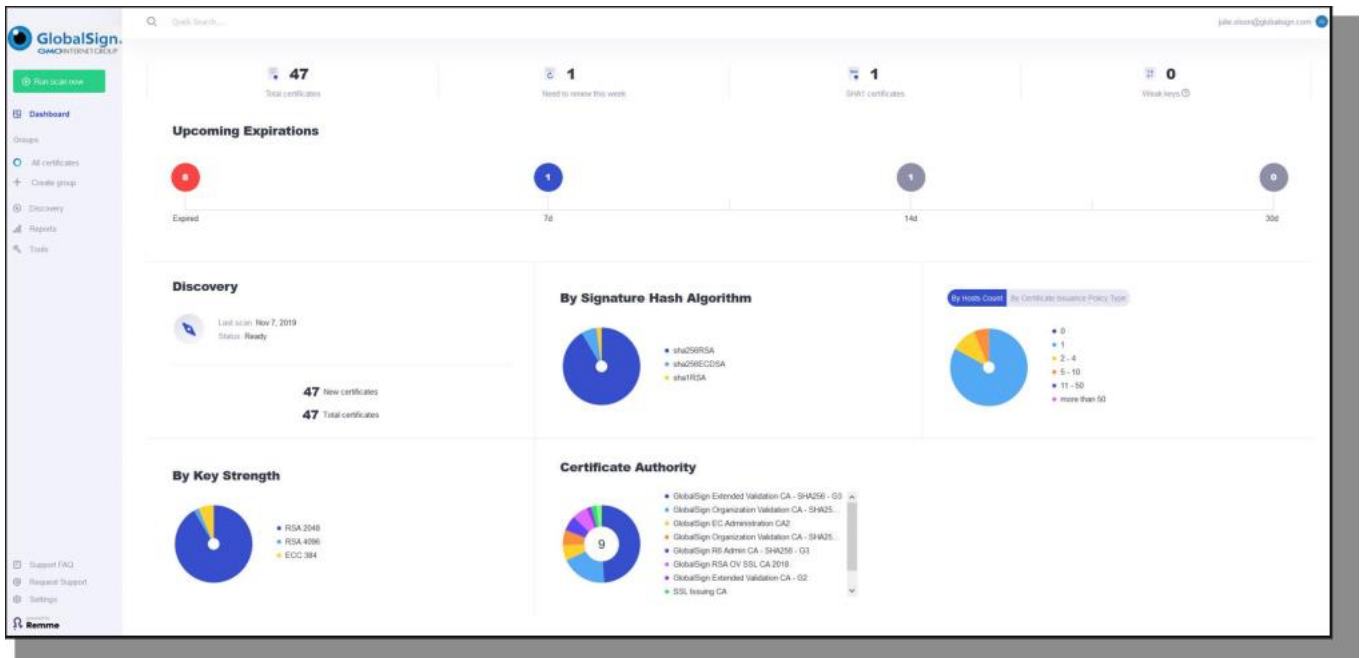 GlobalSign.
GMO INTERNET GROUP
Quick Search...
julie.olson@globalsign.com
Run scan now
Dashboard
Groups
All certificates
Create group
Discovery
Reports
Tools
47
Total certificates
1
Need to renew this week
1
SHA1 certificates
0
Weak keys
Upcoming Expirations
8
1
1
0
Expired
7d
14d
30d
Discovery
Last scan: Nov 7, 2019
Status: Ready
47 New certificates
47 Total certificates
By Signature Hash Algorithm
sha256RSA
sha256ECDSA
sha1RSA
By Hosts Count
By Certificate Issuance Policy Type
0
1
2 - 4
5 - 10
11 - 50
more than 50
By Key Strength
RSA 2048
RSA 4096
ECC 384
Certificate Authority
9
GlobalSign Extended Validation CA - SHA256 - G3
GlobalSign Organization Validation CA - SHA25...
GlobalSign EC Administration CA2
GlobalSign Organization Validation CA - SHA25...
GlobalSign R6 Admin CA - SHA256 - G3
GlobalSign RSA OV SSL CA 2018
GlobalSign Extended Validation CA - G2
SSL Issuing CA
Support FAQ
Request Support
Settings
Remme